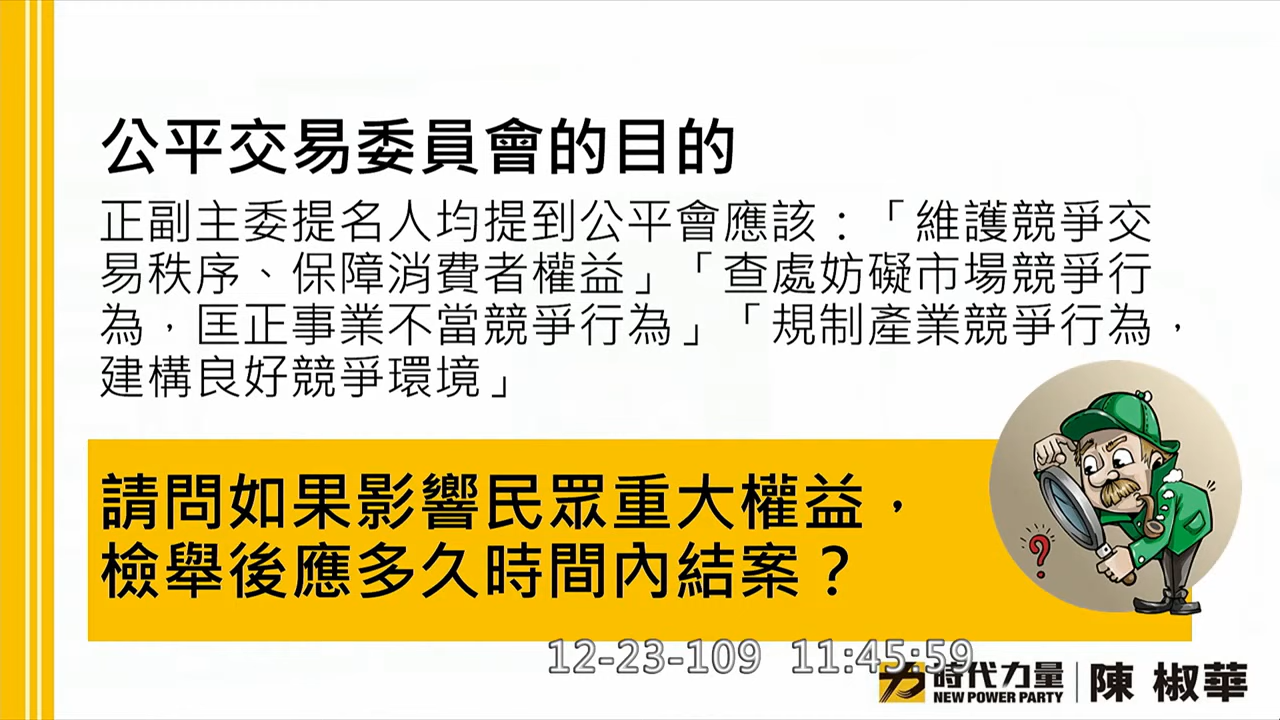 公平交易委員會的目的
正副主委提名人均提到公平會應該：「維護競爭交
易秩序、保障消費者權益」「查處妨礙市場競爭行
為，匡正事業不當競爭行為」「規制產業競爭行為，
建構良好競爭環境」
請問如果影響民眾重大權益，
檢舉後應多久時間內結案？
?
12-23-109 11:45:59
時代力量
NEW POWER PARTY
陳椒華